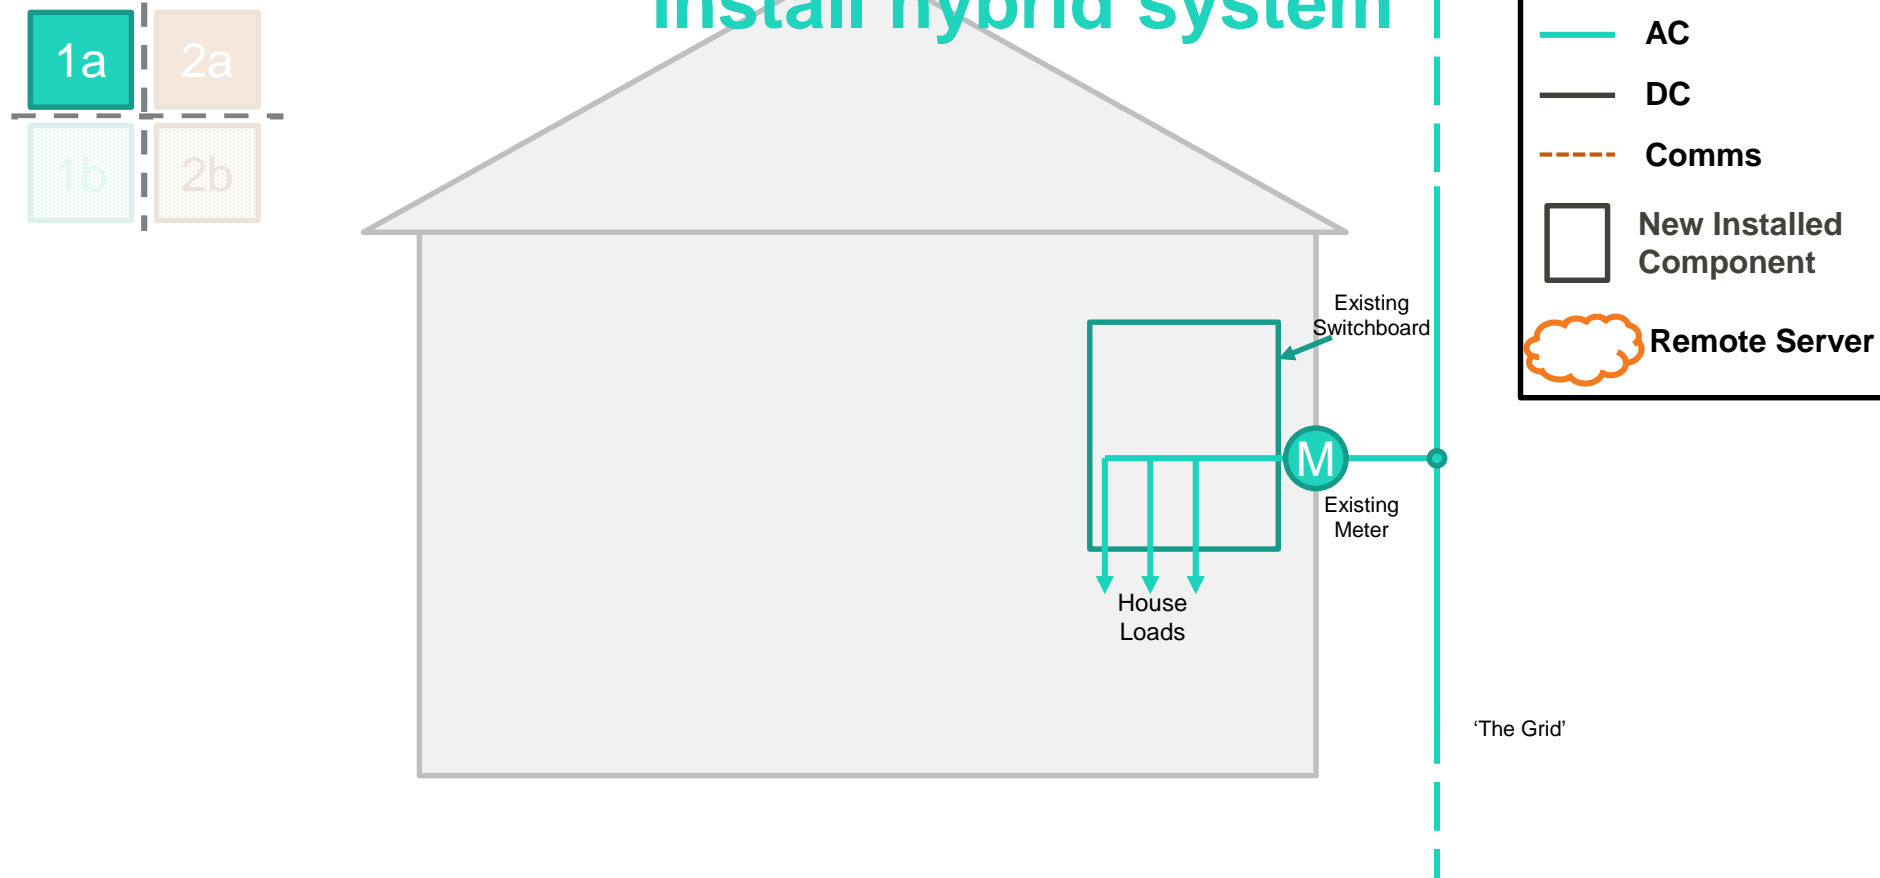 Install hybrid system
1a
2a
1b
2b
AC
DC
Comms
New Installed
Component
Remote Server
Existing
Switchboard
M
Existing
Meter
House
Loads
‘The Grid’